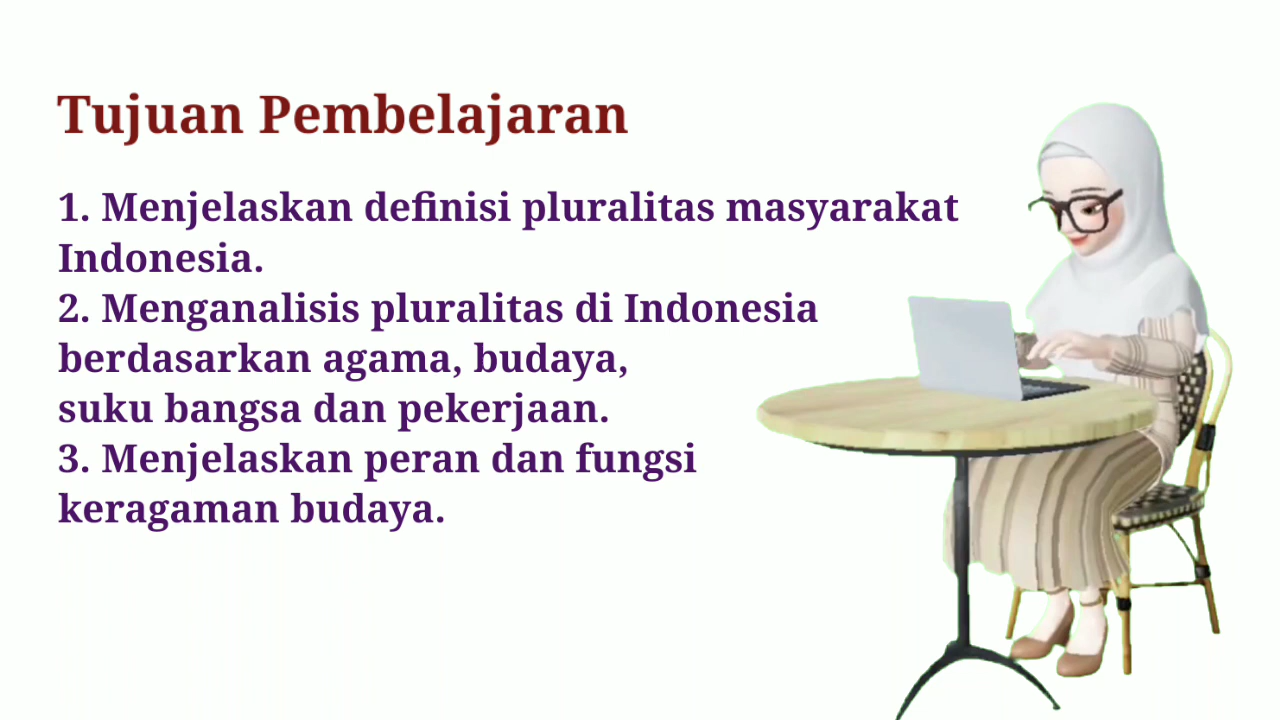 Tujuan Pembelajaran
1. Menjelaskan definisi pluralitas masyarakat
Indonesia.
2. Menganalisis pluralitas di Indonesia
berdasarkan agama, budaya,
suku bangsa dan pekerjaan.
3. Menjelaskan peran dan fungsi
keragaman budaya.